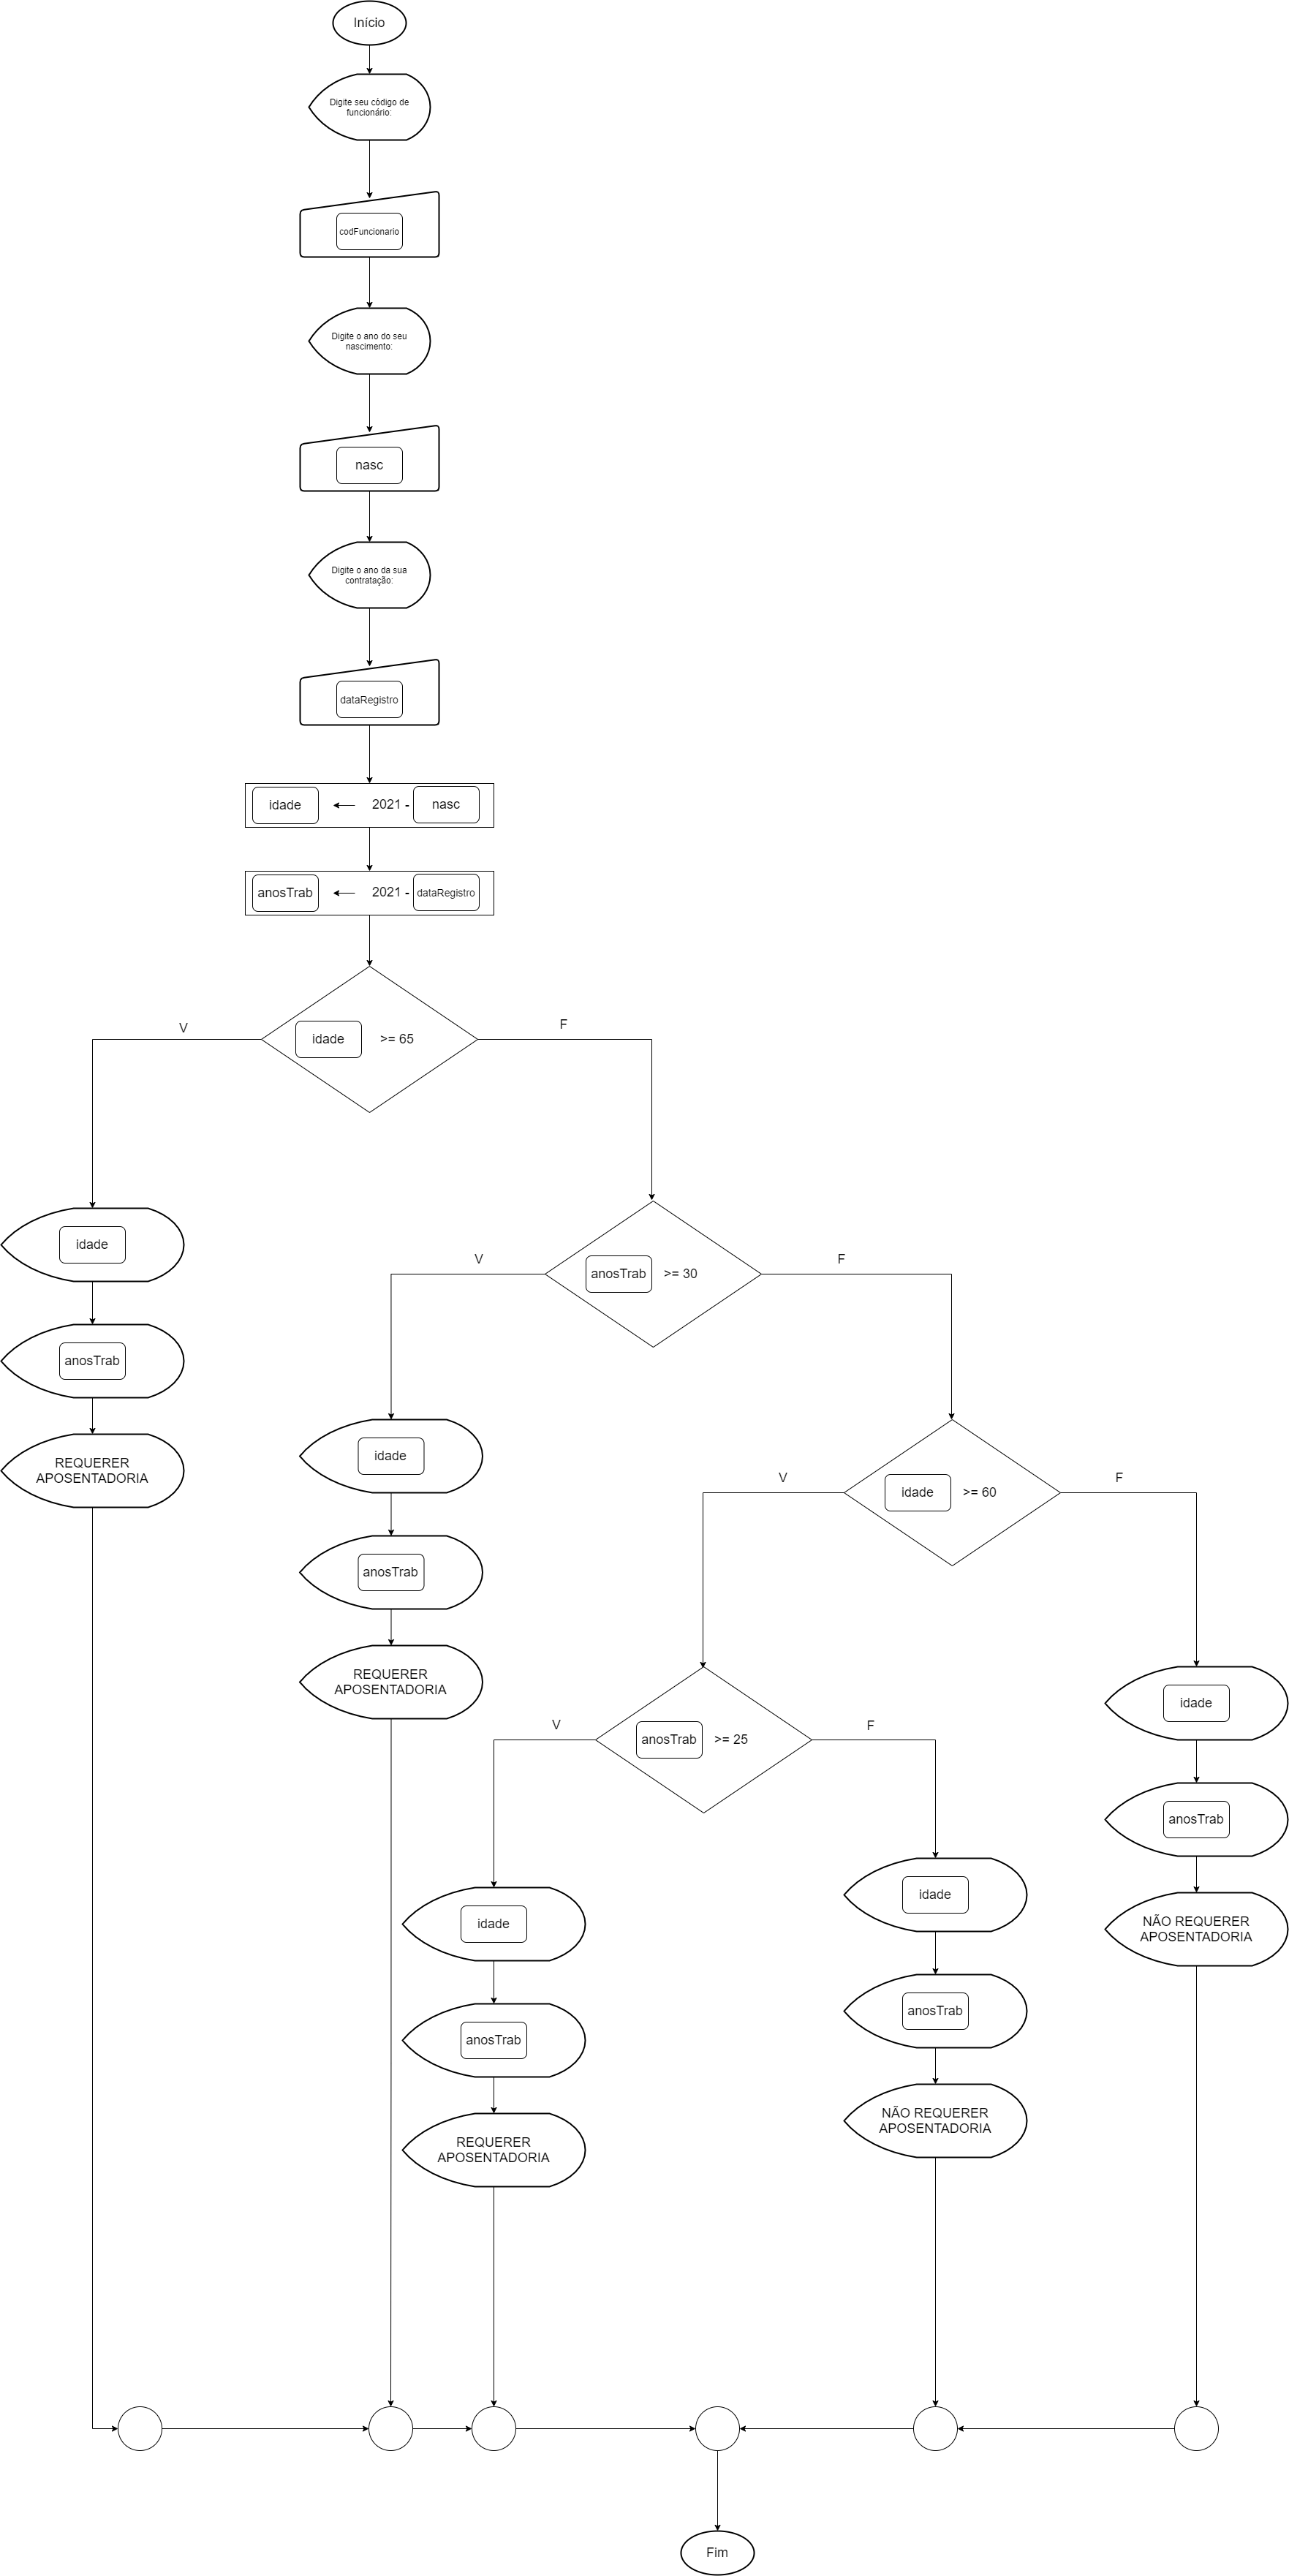 Início
Digite seu código de
funcionário:
codFuncionario
Digite o ano do seu
nascimento:
nasc
Digite o ano da sua
contratação:
dataRegistro
idade 2021 - nasc
anosTrab 2021 - dataRegistro
V F
idade >= 65
idade
anosTrab
REQUERER
APOSENTADORIA
V F
anosTrab >= 30
idade
anosTrab
REQUERER
APOSENTADORIA
V F
idade >= 60
V F
anosTrab >= 25
idade
anosTrab
REQUERER
APOSENTADORIA
idade
anosTrab
NÃO REQUERER
APOSENTADORIA
idade
anosTrab
NÃO REQUERER
APOSENTADORIA
Fim